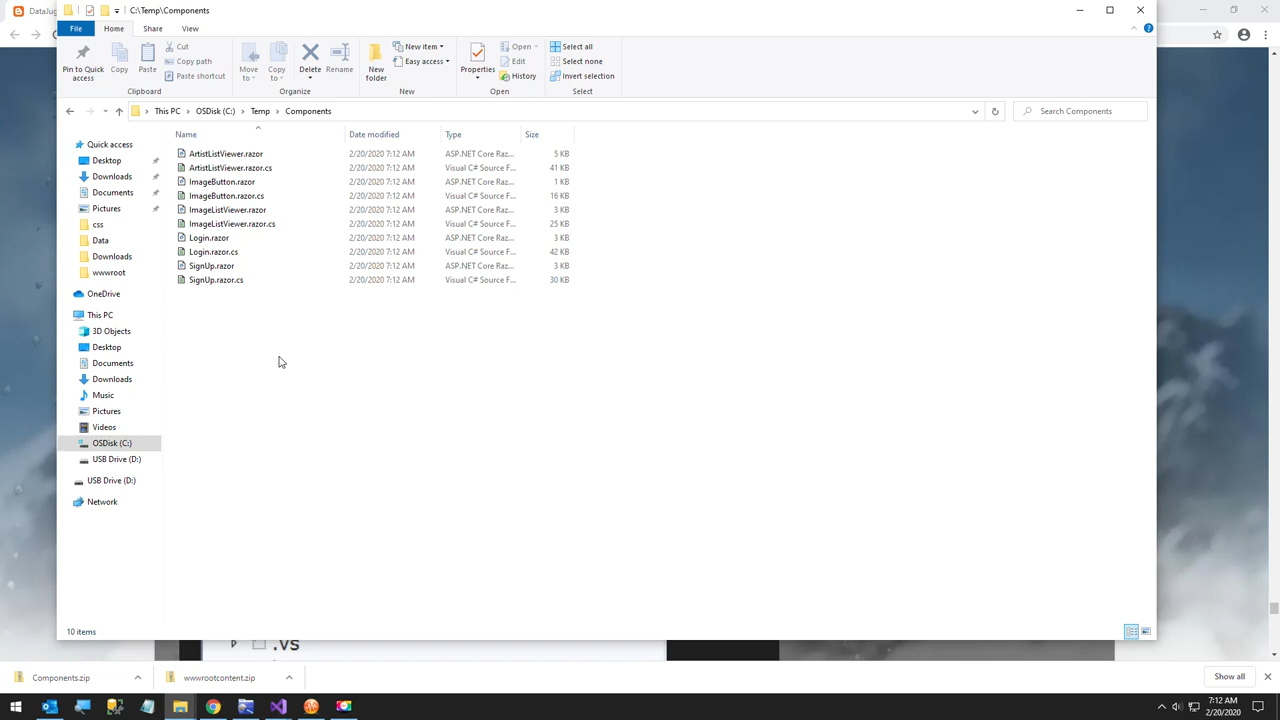 DataJug
C:\Temp\Components
File Home Share View
Pin to Quick access
Copy
Paste
Cut
Copy path
Paste shortcut
Clipboard
Move to
Copy to
Delete
Rename
Organize
New folder
New item
Easy access
New
Properties
Open
Edit
History
Open
Select all
Select none
Invert selection
Select
This PC OSDisk (C:) Temp Components
Search Components
Name Date modified Type Size
ArtistListViewer.razor 2/20/2020 7:12 AM ASP.NET Core Raz... 5 KB
ArtistListViewer.razor.cs 2/20/2020 7:12 AM Visual C# Source F... 41 KB
ImageButton.razor 2/20/2020 7:12 AM ASP.NET Core Raz... 1 KB
ImageButton.razor.cs 2/20/2020 7:12 AM Visual C# Source F... 16 KB
ImageListViewer.razor 2/20/2020 7:12 AM ASP.NET Core Raz... 3 KB
ImageListViewer.razor.cs 2/20/2020 7:12 AM Visual C# Source F... 25 KB
Login.razor 2/20/2020 7:12 AM ASP.NET Core Raz... 3 KB
Login.razor.cs 2/20/2020 7:12 AM Visual C# Source F... 42 KB
SignUp.razor 2/20/2020 7:12 AM ASP.NET Core Raz... 3 KB
SignUp.razor.cs 2/20/2020 7:12 AM Visual C# Source F... 30 KB
Quick access
Desktop
Downloads
Documents
Pictures
css
Data
Downloads
wwwroot
OneDrive
This PC
3D Objects
Desktop
Documents
Downloads
Music
Pictures
Videos
OSDisk (C:)
USB Drive (D:)
USB Drive (D:)
Network
10 items
.vs
Components.zip
wwwrootcontent.zip
Show all
7:12 AM
2/20/2020